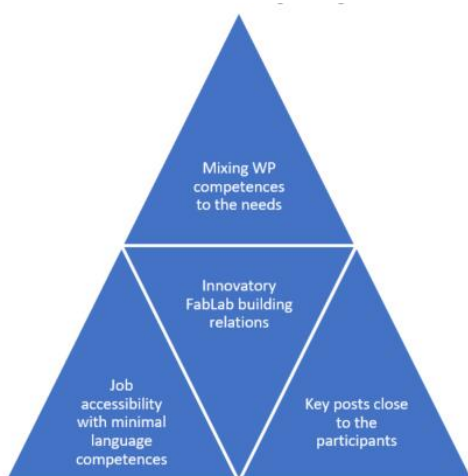 Mixing WP
competences
to the needs
Innovatory
FabLab building
relations
Job
accessibility
with minimal
language
competences
Key posts close
to the
participants